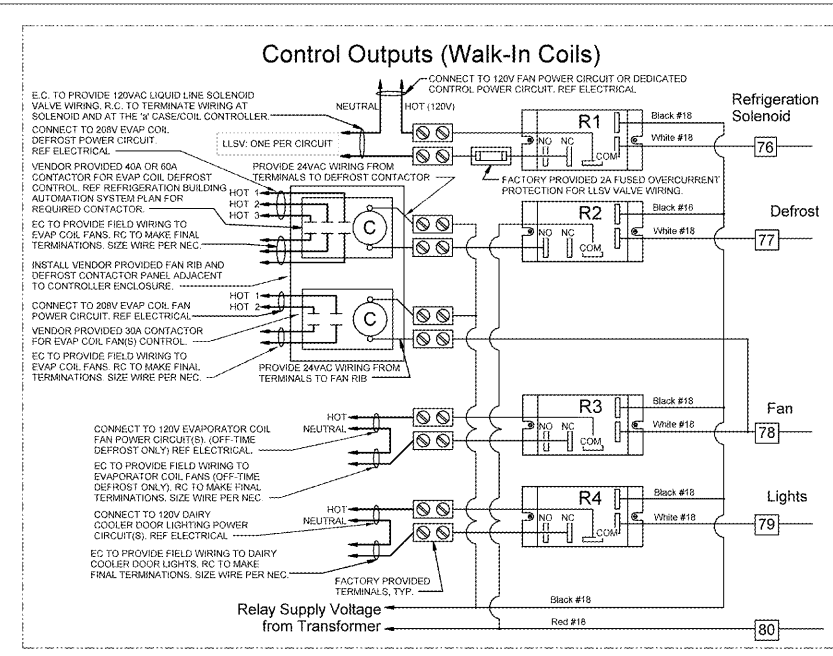 Control Outputs (Walk-In Coils)
E.C. TO PROVIDE 120VAC LIQUID LINE SOLENOID
VALVE WIRING. R.C. TO TERMINATE WIRING AT
SOLENOID AND AT THE 'a' CASE/COIL CONTROLLER.
CONNECT TO 208V EVAP COIL
DEFROST POWER CIRCUIT.
REF ELECTRICAL
VENDOR PROVIDED 40A OR 60A
CONTACTOR FOR EVAP COIL DEFROST
CONTROL. REF REFRIGERATION BUILDING
AUTOMATION SYSTEM PLAN FOR
REQUIRED CONTACTOR.
EC TO PROVIDE FIELD WIRING TO
EVAP COIL FANS. RC TO MAKE FINAL
TERMINATIONS. SIZE WIRE PER NEC.
INSTALL VENDOR PROVIDED FAN RIB AND
DEFROST CONTACTOR PANEL ADJACENT
TO CONTROLLER ENCLOSURE.
CONNECT TO 208V EVAP COIL FAN
POWER CIRCUIT. REF ELECTRICAL
VENDOR PROVIDED 30A CONTACTOR
FOR EVAP COIL FAN(S) CONTROL.
EC TO PROVIDE FIELD WIRING TO
EVAP COIL FANS. RC TO MAKE FINAL
TERMINATIONS. SIZE WIRE PER NEC.
HOT 1
HOT 2
HOT 3
HOT 1
HOT 2
C
C
NEUTRAL
HOT (120V)
CONNECT TO 120V FAN POWER CIRCUIT OR DEDICATED
CONTROL POWER CIRCUIT. REF ELECTRICAL
LLSV: ONE PER CIRCUIT
PROVIDE 24VAC WIRING FROM
TERMINALS TO DEFROST CONTACTOR
FACTORY PROVIDED 2A FUSED OVERCURRENT
PROTECTION FOR LLSV VALVE WIRING.
PROVIDE 24VAC WIRING FROM
TERMINALS TO FAN RIB
R1
NO
NC
COM
Black #18
White #18
Refrigeration
Solenoid
76
R2
NO
NC
COM
Black #16
White #18
Defrost
77
CONNECT TO 120V EVAPORATOR COIL
FAN POWER CIRCUIT(S). (OFF-TIME
DEFROST ONLY) REF ELECTRICAL.
EC TO PROVIDE FIELD WIRING TO
EVAPORATOR COIL FANS (OFF-TIME
DEFROST ONLY). RC TO MAKE FINAL
TERMINATIONS. SIZE WIRE PER NEC
HOT
NEUTRAL
R3
NO
NC
COM
Black #18
White #18
Fan
78
CONNECT TO 120V DAIRY
COOLER DOOR LIGHTING POWER
CIRCUIT(S). REF ELECTRICAL
EC TO PROVIDE FIELD WIRING TO DAIRY
COOLER DOOR LIGHTS. RC TO MAKE
FINAL TERMINATIONS. SIZE WIRE PER NEC.
HOT
NEUTRAL
R4
NO
NC
COM
Black #18
White #18
Lights
79
FACTORY PROVIDED
TERMINALS, TYP.
Relay Supply Voltage
from Transformer
Black #18
Red #18
80